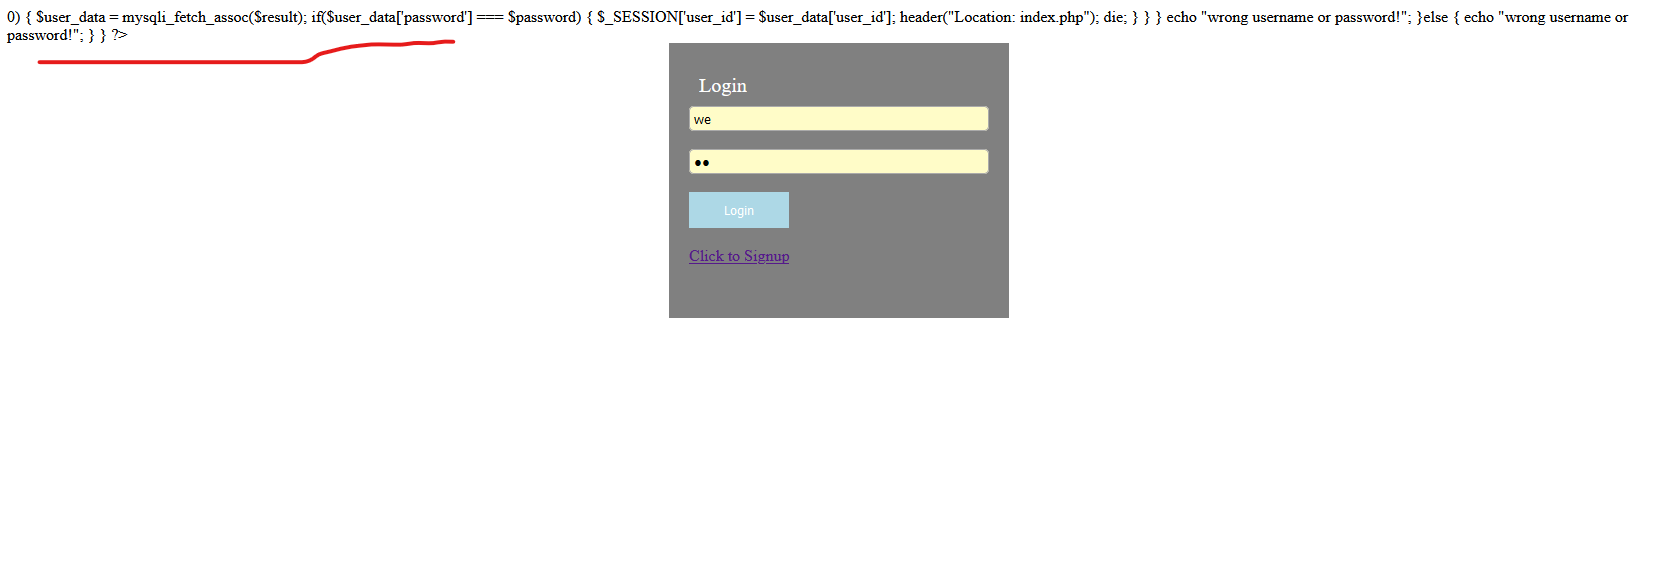 0) { $user_data = mysqli_fetch_assoc($result); if($user_data['password'] === $password) { $_SESSION['user_id'] = $user_data['user_id']; header("Location: index.php"); die; } } } echo "wrong username or password!"; }else { echo "wrong username or
password!"; } } ?>
Login
we
••
Login
Click to Signup